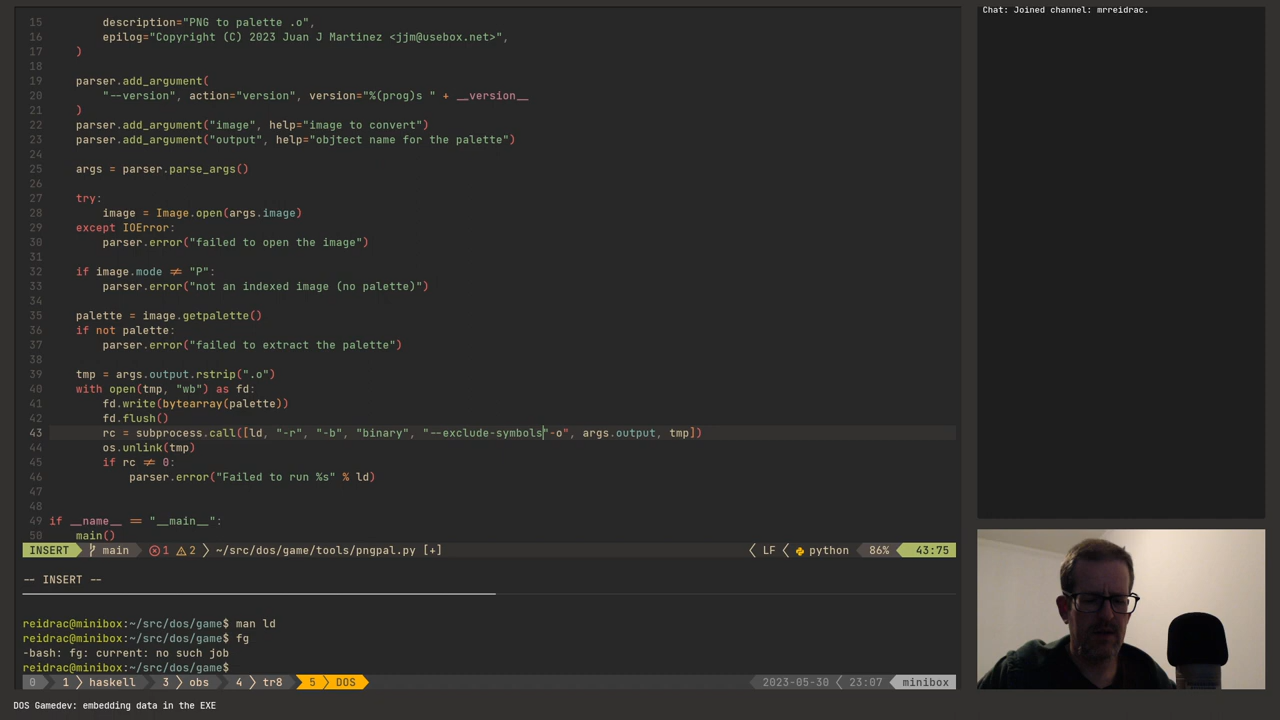 15         description="PNG to palette .o",
16         epilog="Copyright (C) 2023 Juan J Martinez <jjm@usebox.net>",
17     )
18
19     parser.add_argument(
20         "--version", action="version", version="%(prog)s " + __version__
21     )
22     parser.add_argument("image", help="image to convert")
23     parser.add_argument("output", help="objtect name for the palette")
24
25     args = parser.parse_args()
26
27     try:
28         image = Image.open(args.image)
29     except IOError:
30         parser.error("failed to open the image")
31
32     if image.mode ≠ "P":
33         parser.error("not an indexed image (no palette)")
34
35     palette = image.getpalette()
36     if not palette:
37         parser.error("failed to extract the palette")
38
39     tmp = args.output.rstrip(".o")
40     with open(tmp, "wb") as fd:
41         fd.write(bytearray(palette))
42         fd.flush()
43         rc = subprocess.call([ld, "-r", "-b", "binary", "--exclude-symbols"-o", args.output, tmp])
44         os.unlink(tmp)
45         if rc ≠ 0:
46             parser.error("Failed to run %s" % ld)
47
48
49 if __name__ == "__main__":
50     main()
INSERT main 1 2 ~/src/dos/game/tools/pngpal.py [+] LF python 86% 43:75
-- INSERT --
reidrac@minibox:~/src/dos/game$ man ld
reidrac@minibox:~/src/dos/game$ fg
-bash: fg: current: no such job
reidrac@minibox:~/src/dos/game$
0 1 haskell 3 obs 4 tr8 5 DOS 2023-05-30 23:07 minibox
DOS Gamedev: embedding data in the EXE
Chat: Joined channel: mrreidrac.